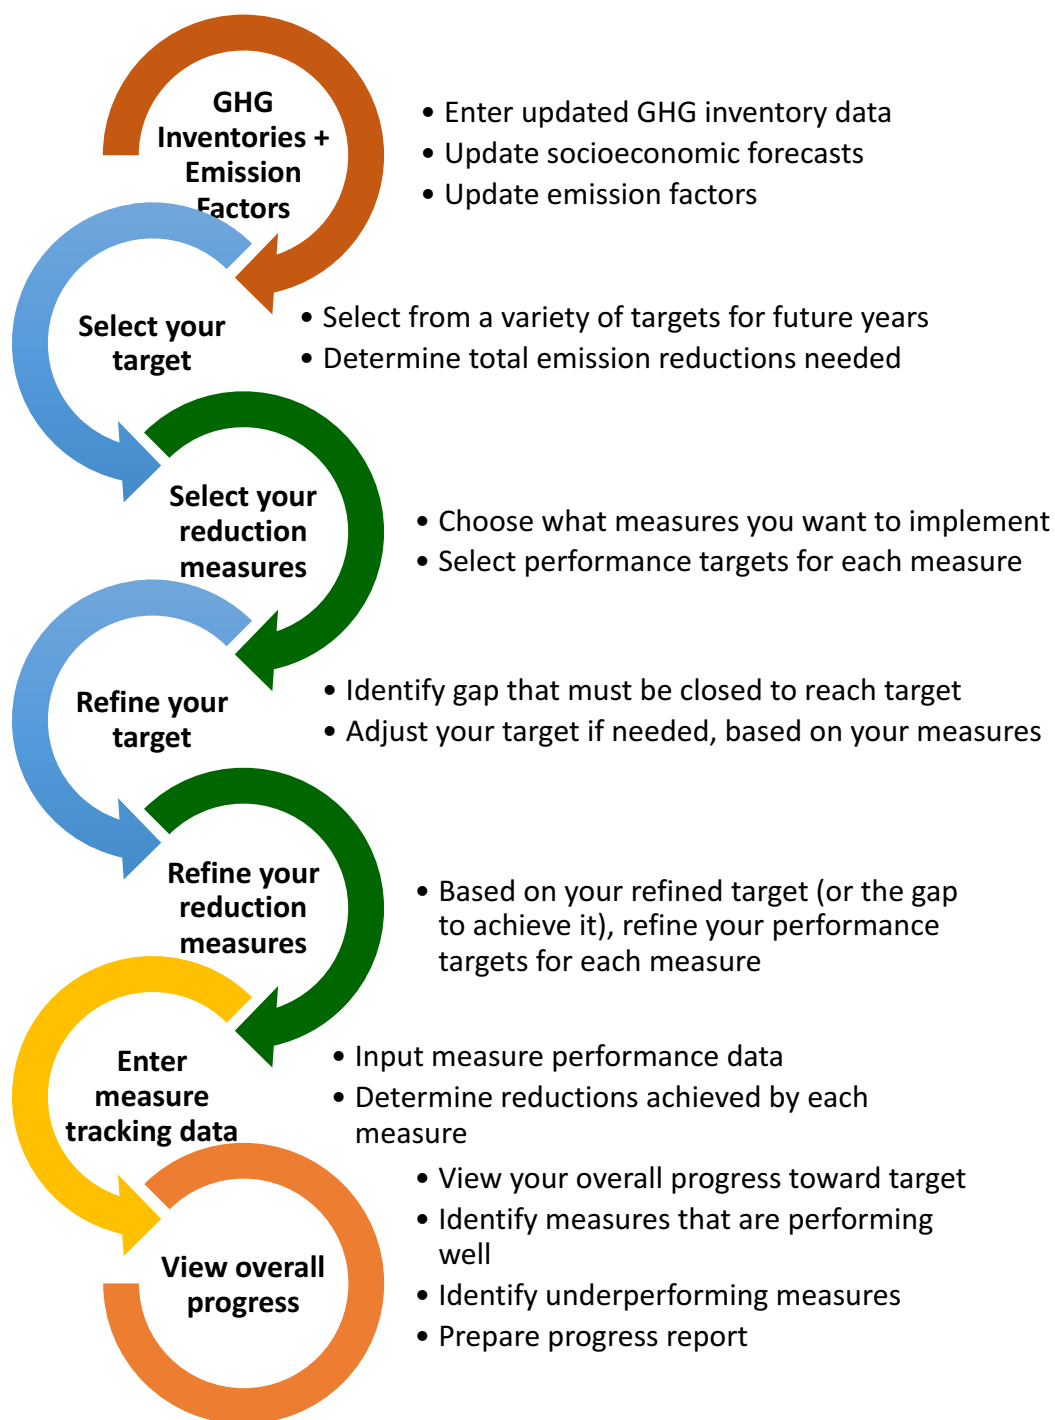 GHG
Inventories +
Emission
Factors
• Enter updated GHG inventory data
• Update socioeconomic forecasts
• Update emission factors
Select your
target
• Select from a variety of targets for future years
• Determine total emission reductions needed
Select your
reduction
measures
• Choose what measures you want to implement
• Select performance targets for each measure
Refine your
target
• Identify gap that must be closed to reach target
• Adjust your target if needed, based on your measures
Refine your
reduction
measures
• Based on your refined target (or the gap
to achieve it), refine your performance
targets for each measure
Enter
measure
tracking data
• Input measure performance data
• Determine reductions achieved by each
measure
View overall
progress
• View your overall progress toward target
• Identify measures that are performing
well
• Identify underperforming measures
• Prepare progress report